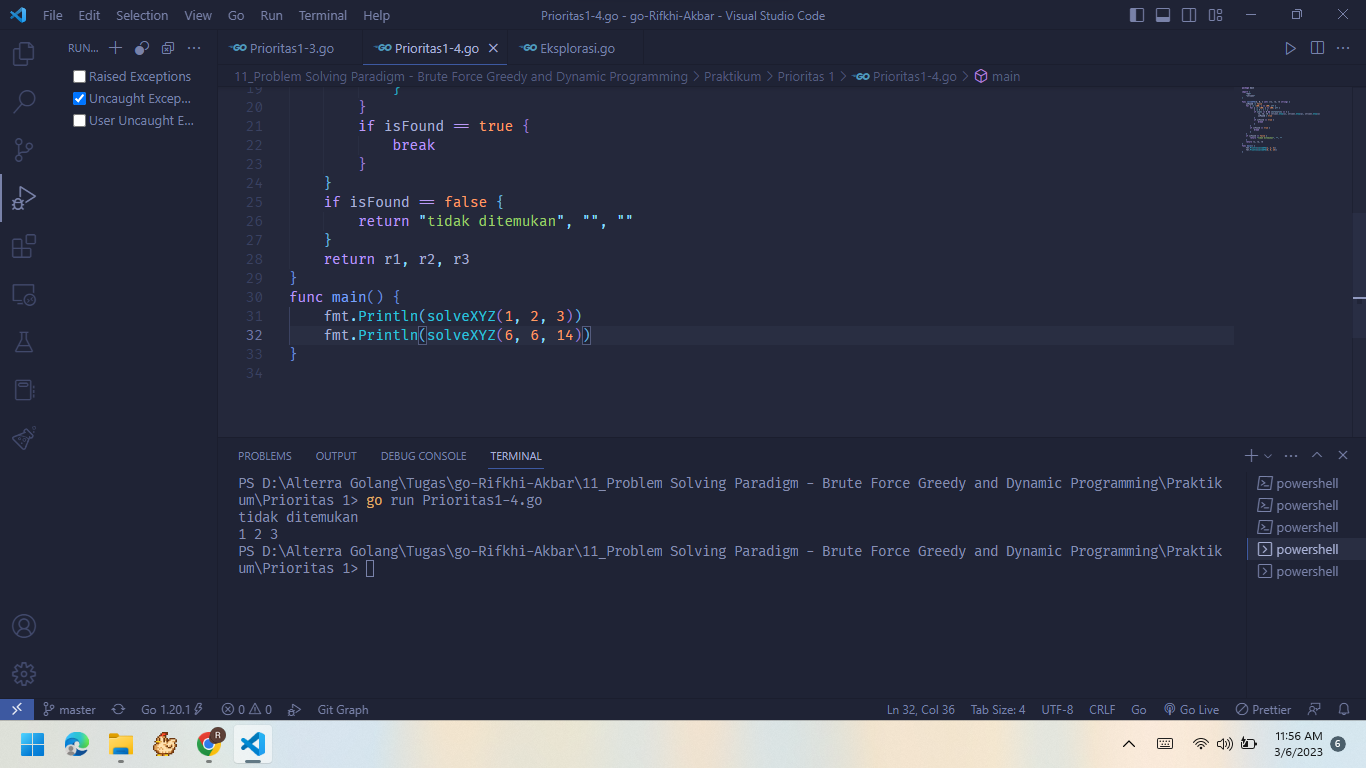 File Edit Selection View Go Run Terminal Help
Prioritas1-4.go - go-Rifkhi-Akbar - Visual Studio Code
RUN...
Raised Exceptions
Uncaught Excep...
User Uncaught E...
Prioritas1-3.go
Prioritas1-4.go
Eksplorasi.go
11_Problem Solving Paradigm - Brute Force Greedy and Dynamic Programming > Praktikum > Prioritas 1 > Prioritas1-4.go > main
19 }
20 }
21 if isFound == true {
22 break
23 }
24 }
25 if isFound == false {
26 return "tidak ditemukan", "", ""
27 }
28 return r1, r2, r3
29 }
30 func main() {
31 fmt.Println(solveXYZ(1, 2, 3))
32 fmt.Println(solveXYZ(6, 6, 14))
33 }
34
PROBLEMS OUTPUT DEBUG CONSOLE TERMINAL
PS D:\Alterra Golang\Tugas\go-Rifkhi-Akbar\11_Problem Solving Paradigm - Brute Force Greedy and Dynamic Programming\Praktik
um\Prioritas 1> go run Prioritas1-4.go
tidak ditemukan
1 2 3
PS D:\Alterra Golang\Tugas\go-Rifkhi-Akbar\11_Problem Solving Paradigm - Brute Force Greedy and Dynamic Programming\Praktik
um\Prioritas 1>
powershell
powershell
powershell
powershell
powershell
master Go 1.20.1 0 0 Git Graph
Ln 32, Col 36 Tab Size: 4 UTF-8 CRLF Go Go Live Prettier
R
11:56 AM
3/6/2023
6